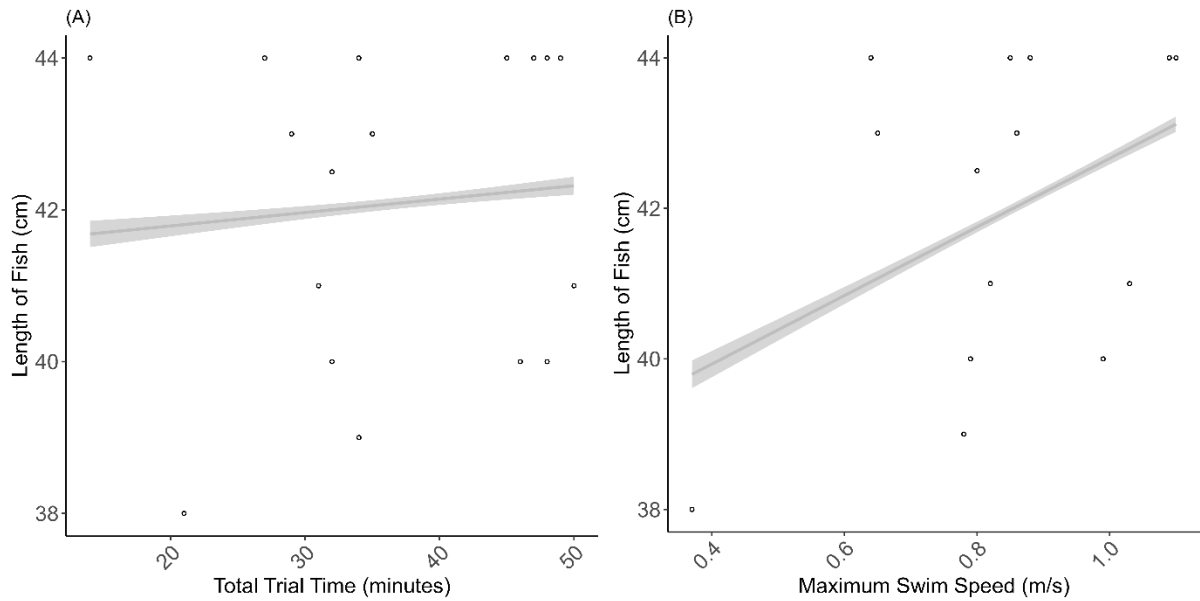 (A)
Length of Fish (cm)
44
42
40
38
20
30
40
50
Total Trial Time (minutes)
(B)
Length of Fish (cm)
44
42
40
38
0.4
0.6
0.8
1.0
Maximum Swim Speed (m/s)